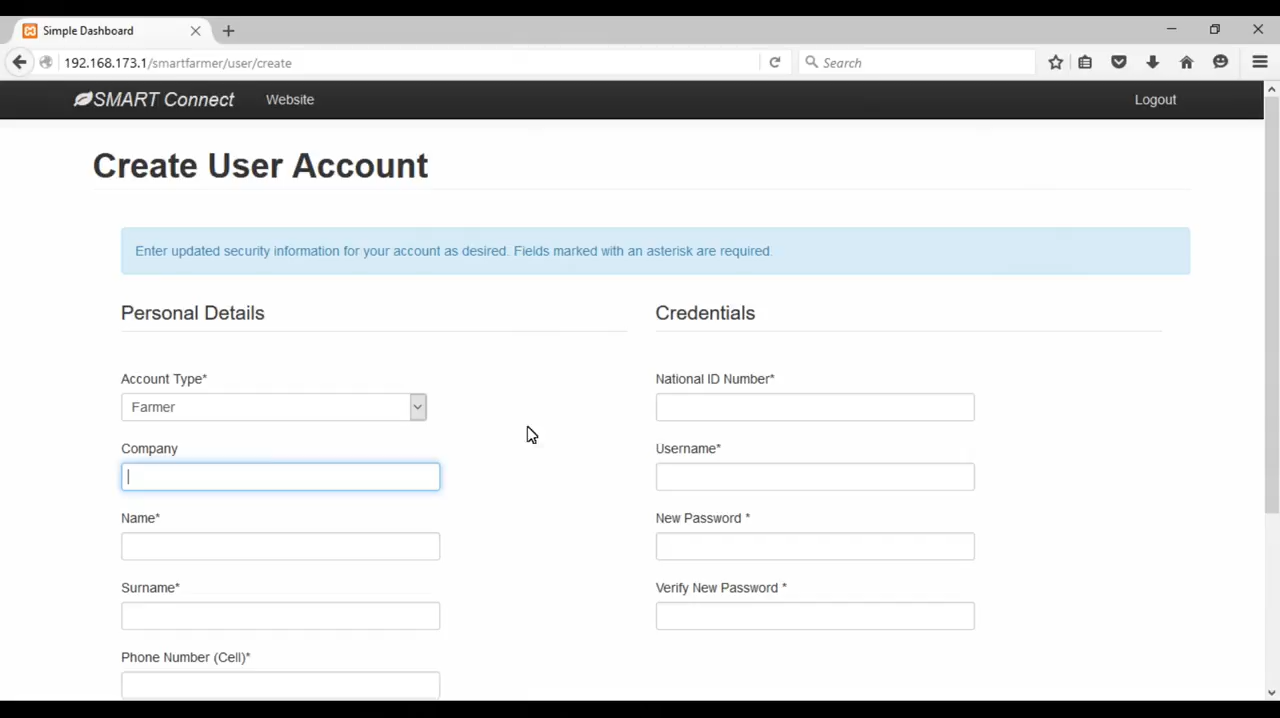 Simple Dashboard
192.168.173.1/smartfarmer/user/create
Search
SMART Connect
Website
Logout
Create User Account
Enter updated security information for your account as desired. Fields marked with an asterisk are required.
Personal Details
Account Type*
Farmer
Company
Name*
Surname*
Phone Number (Cell)*
Credentials
National ID Number*
Username*
New Password *
Verify New Password *